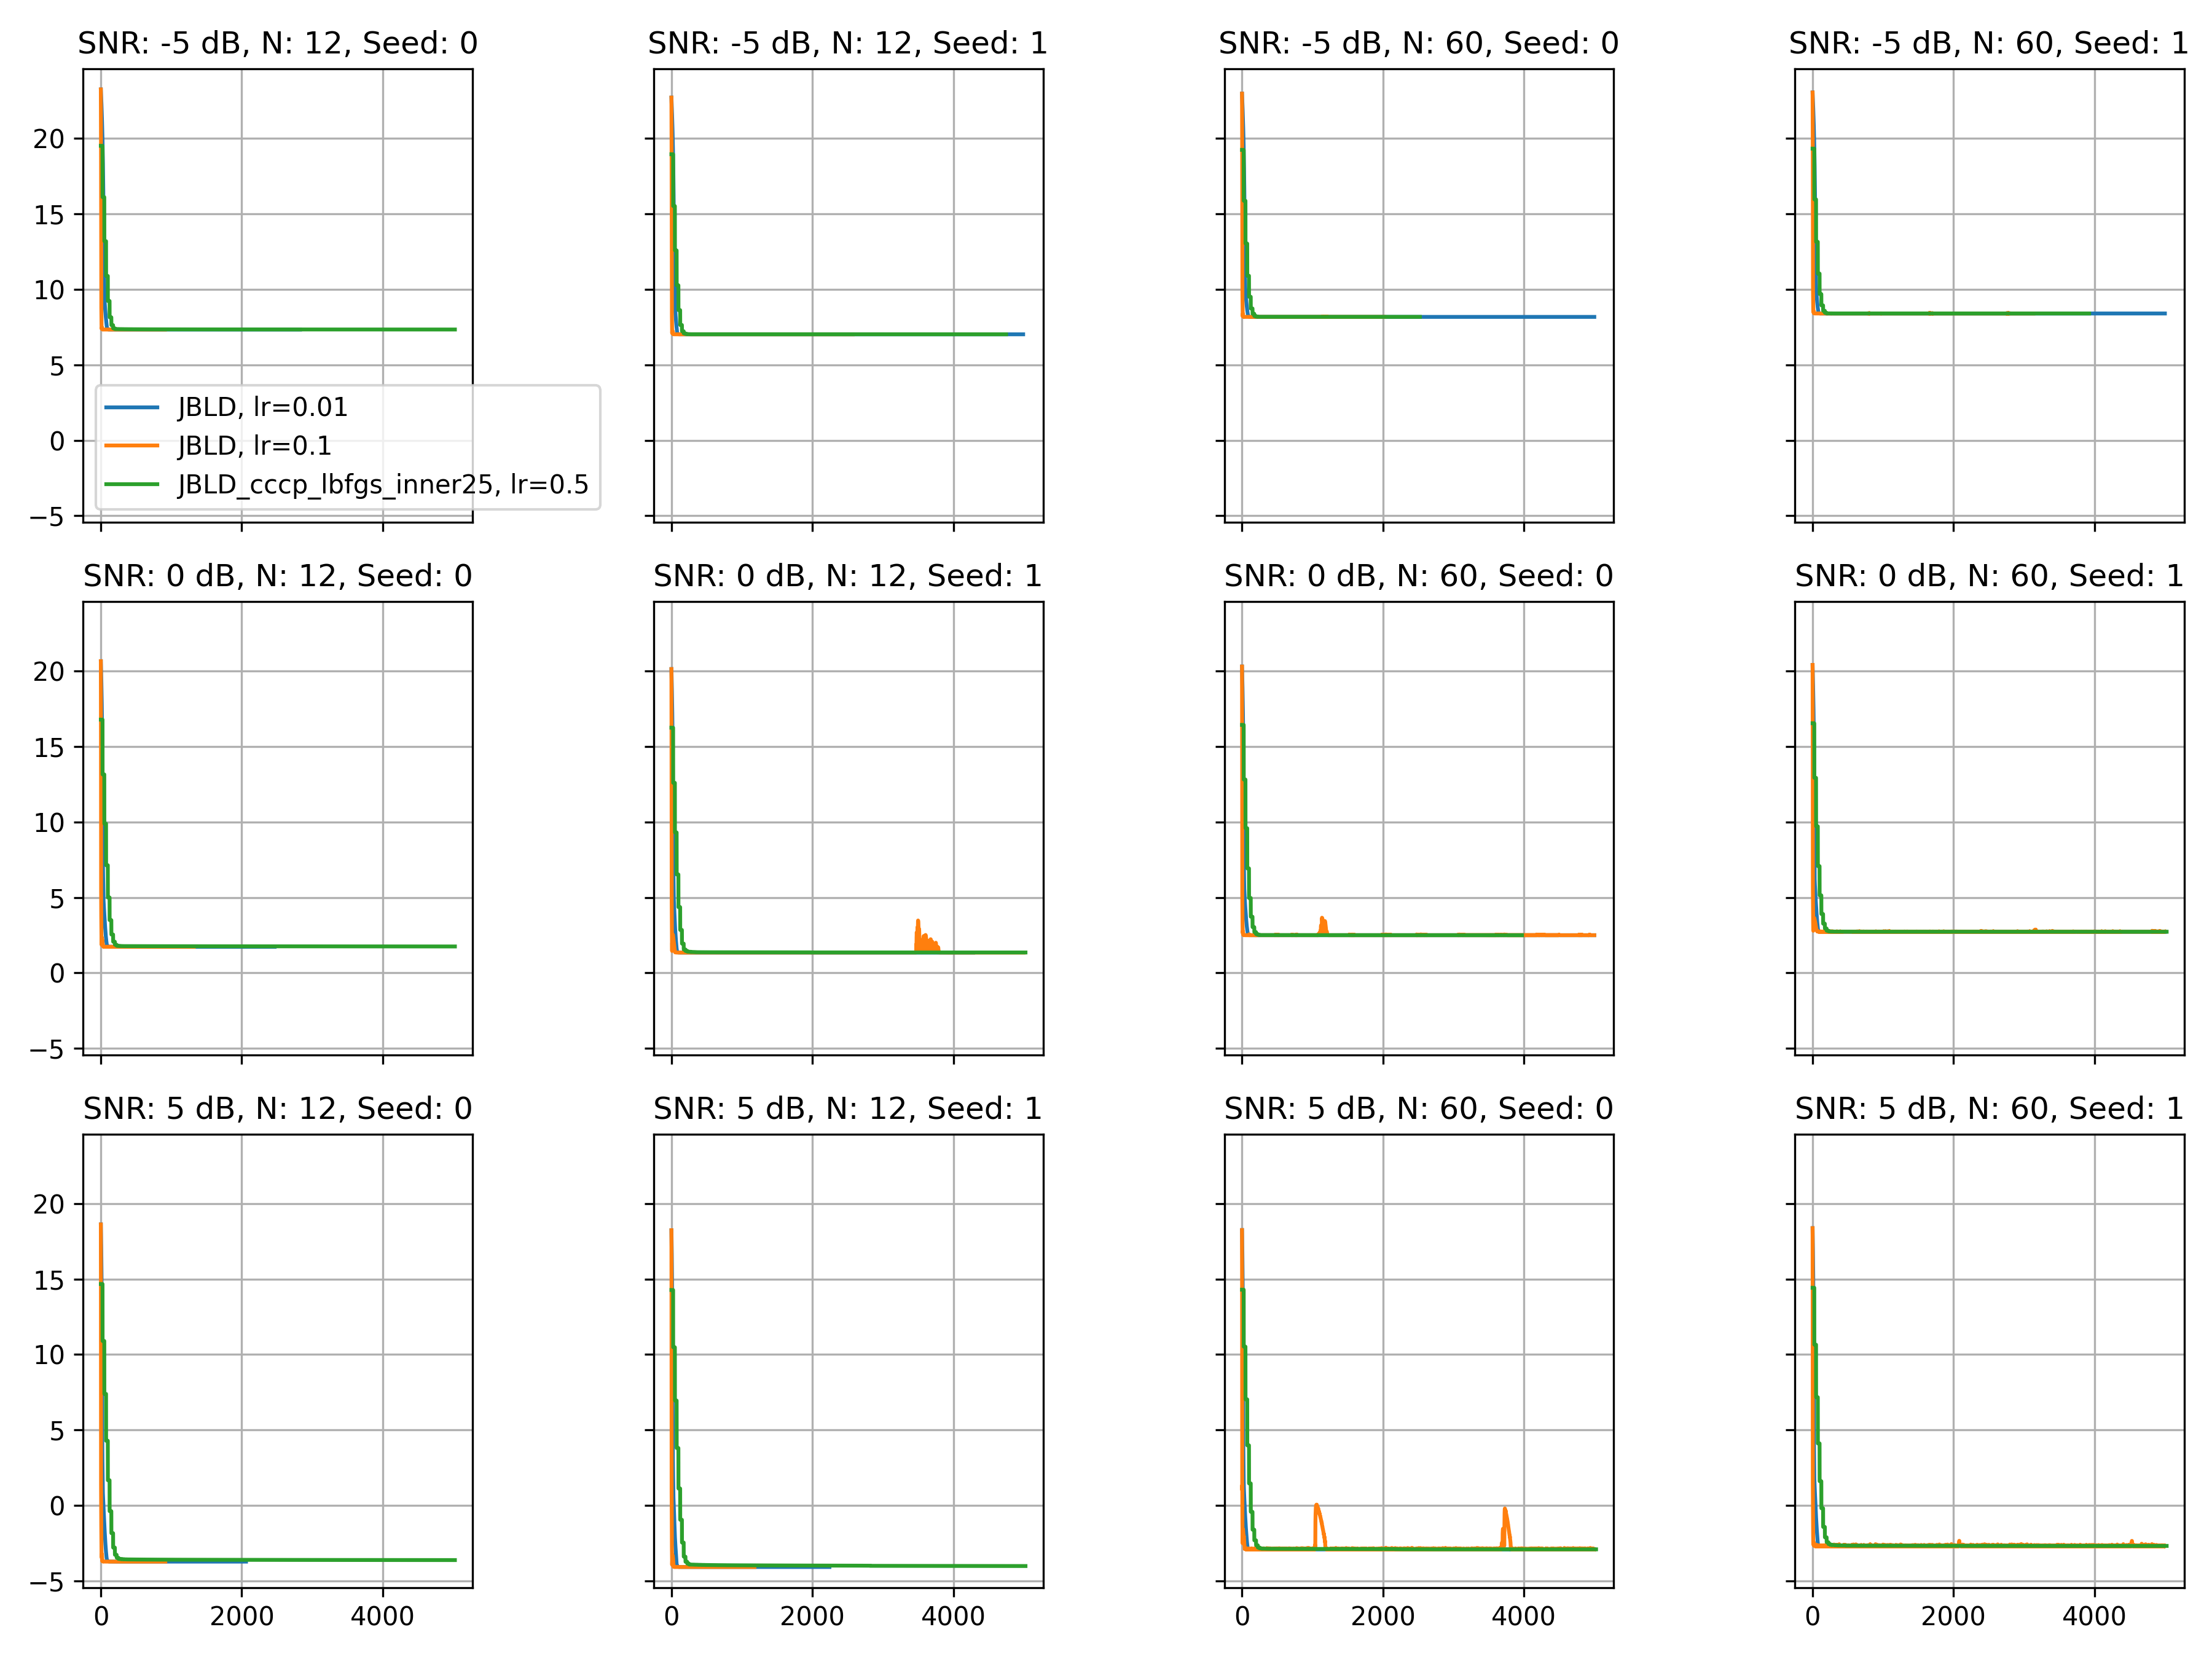 SNR: -5 dB, N: 12, Seed: 0
SNR: -5 dB, N: 12, Seed: 1
SNR: -5 dB, N: 60, Seed: 0
SNR: -5 dB, N: 60, Seed: 1
20
15
10
5
0
−5
JBLD, lr=0.01
JBLD, lr=0.1
JBLD_cccp_lbfgs_inner25, lr=0.5
SNR: 0 dB, N: 12, Seed: 0
SNR: 0 dB, N: 12, Seed: 1
SNR: 0 dB, N: 60, Seed: 0
SNR: 0 dB, N: 60, Seed: 1
20
15
10
5
0
−5
SNR: 5 dB, N: 12, Seed: 0
SNR: 5 dB, N: 12, Seed: 1
SNR: 5 dB, N: 60, Seed: 0
SNR: 5 dB, N: 60, Seed: 1
20
15
10
5
0
−5
0 2000 4000
0 2000 4000
0 2000 4000
0 2000 4000